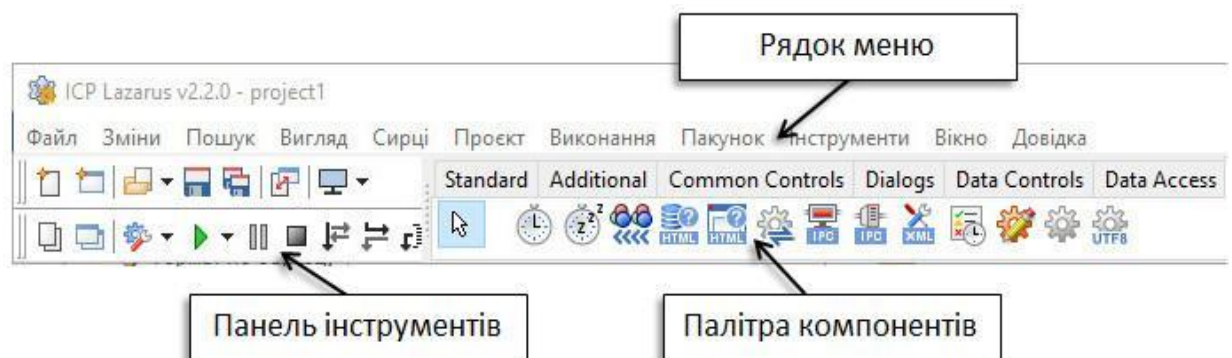 Рядок меню
ІСР Lazarus v2.2.0 - project1
Файл Зміни Пошук Вигляд Сирці Проєкт Виконання Пакунок Інструменти Вікно Довідка
Standard Additional Common Controls Dialogs Data Controls Data Access
HTML HTML IPC IPC XML UTF8
Панель інструментів
Палітра компонентів